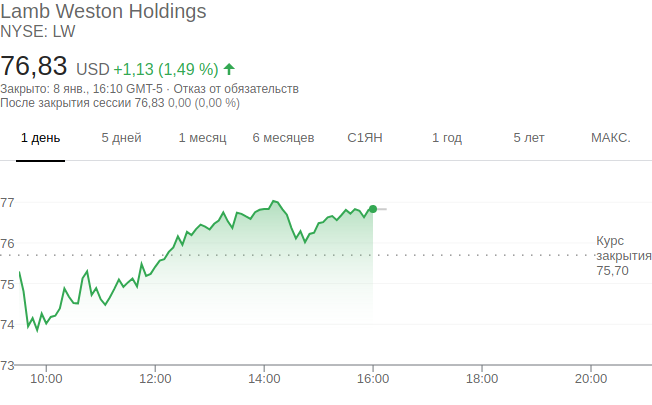 Lamb Weston Holdings
NYSE: LW
76,83 USD +1,13 (1,49 %)
Закрыто: 8 янв., 16:10 GMT-5 · Отказ от обязательств
После закрытия сессии 76,83 0,00 (0,00 %)
1 день 5 дней 1 месяц 6 месяцев С1ЯН 1 год 5 лет МАКС.
77
76
Курс
закрытия
75,70
75
74
73
10:00 12:00 14:00 16:00 18:00 20:00